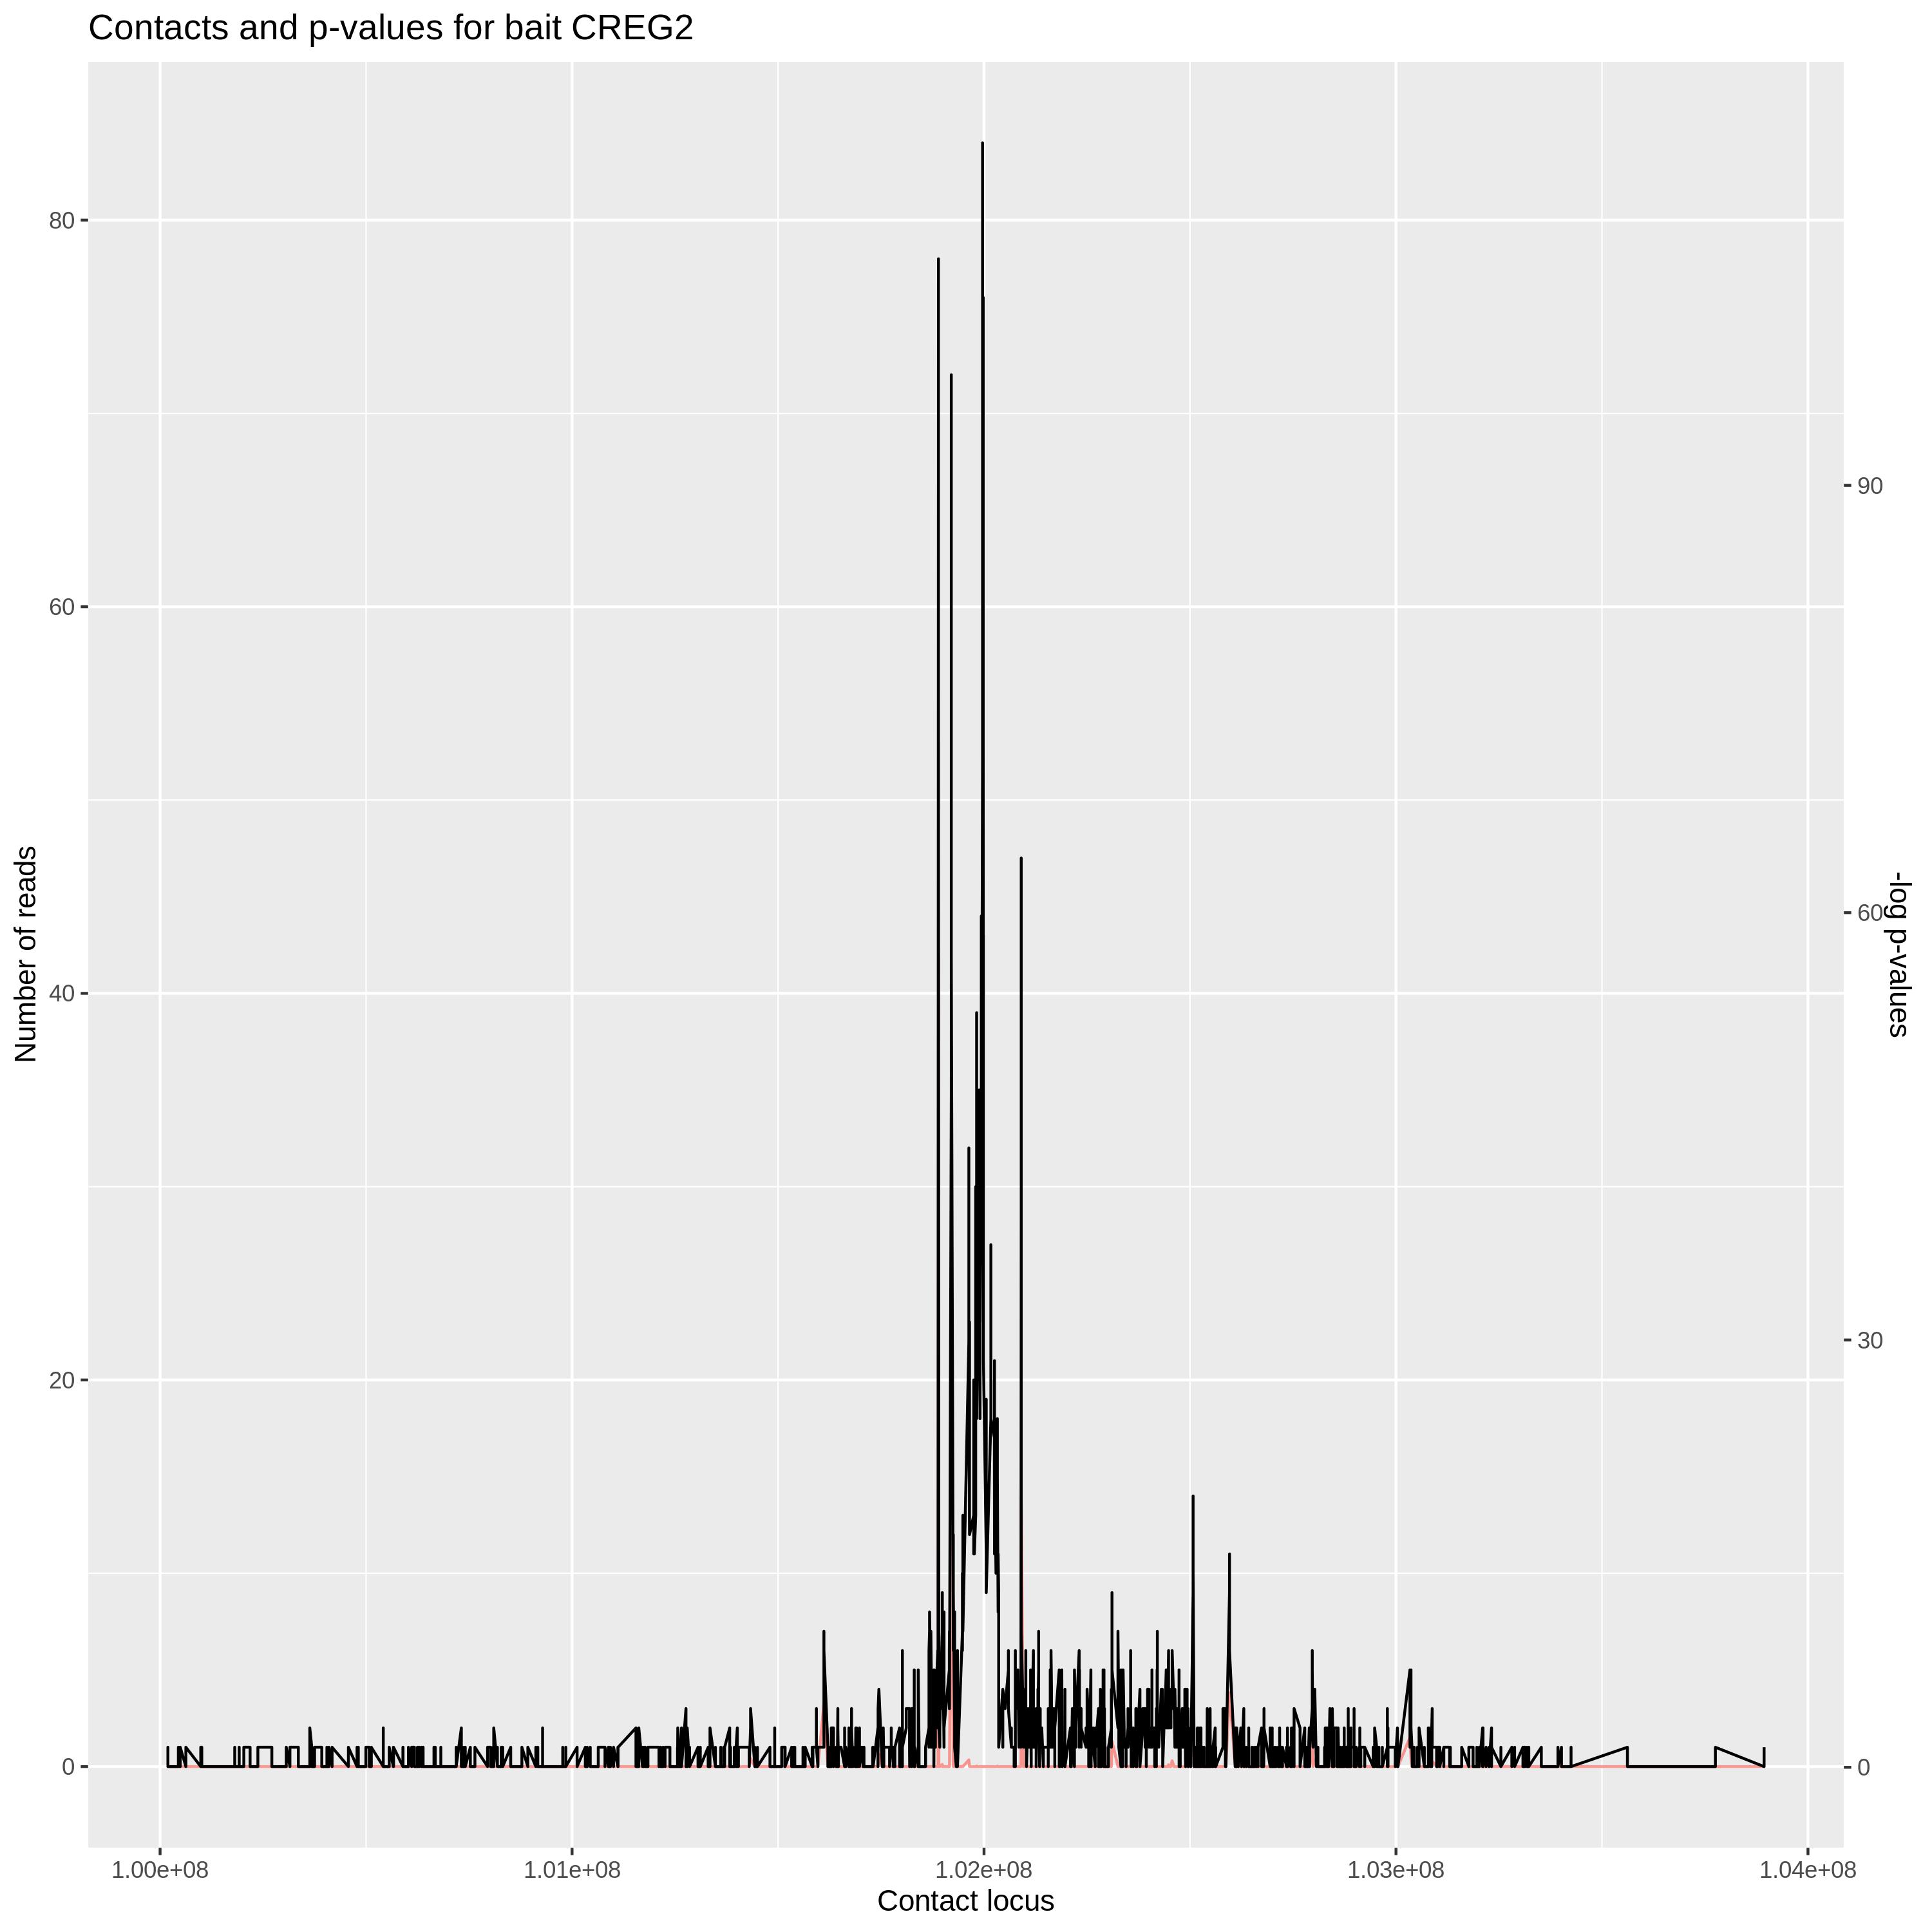 Contacts and p-values for bait CREG2
80
60
40
20
0
Number of reads
90
60
30
0
-log p-values
1.00e+08
1.01e+08
1.02e+08
1.03e+08
1.04e+08
Contact locus